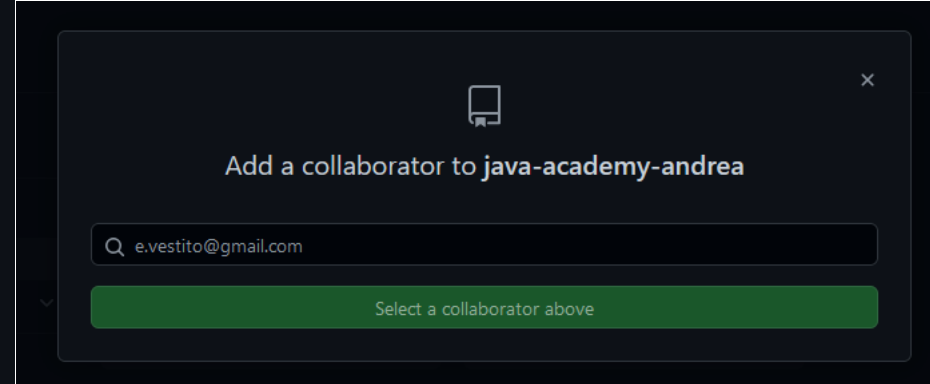 Add a collaborator to java-academy-andrea
e.vestito@gmail.com
Select a collaborator above